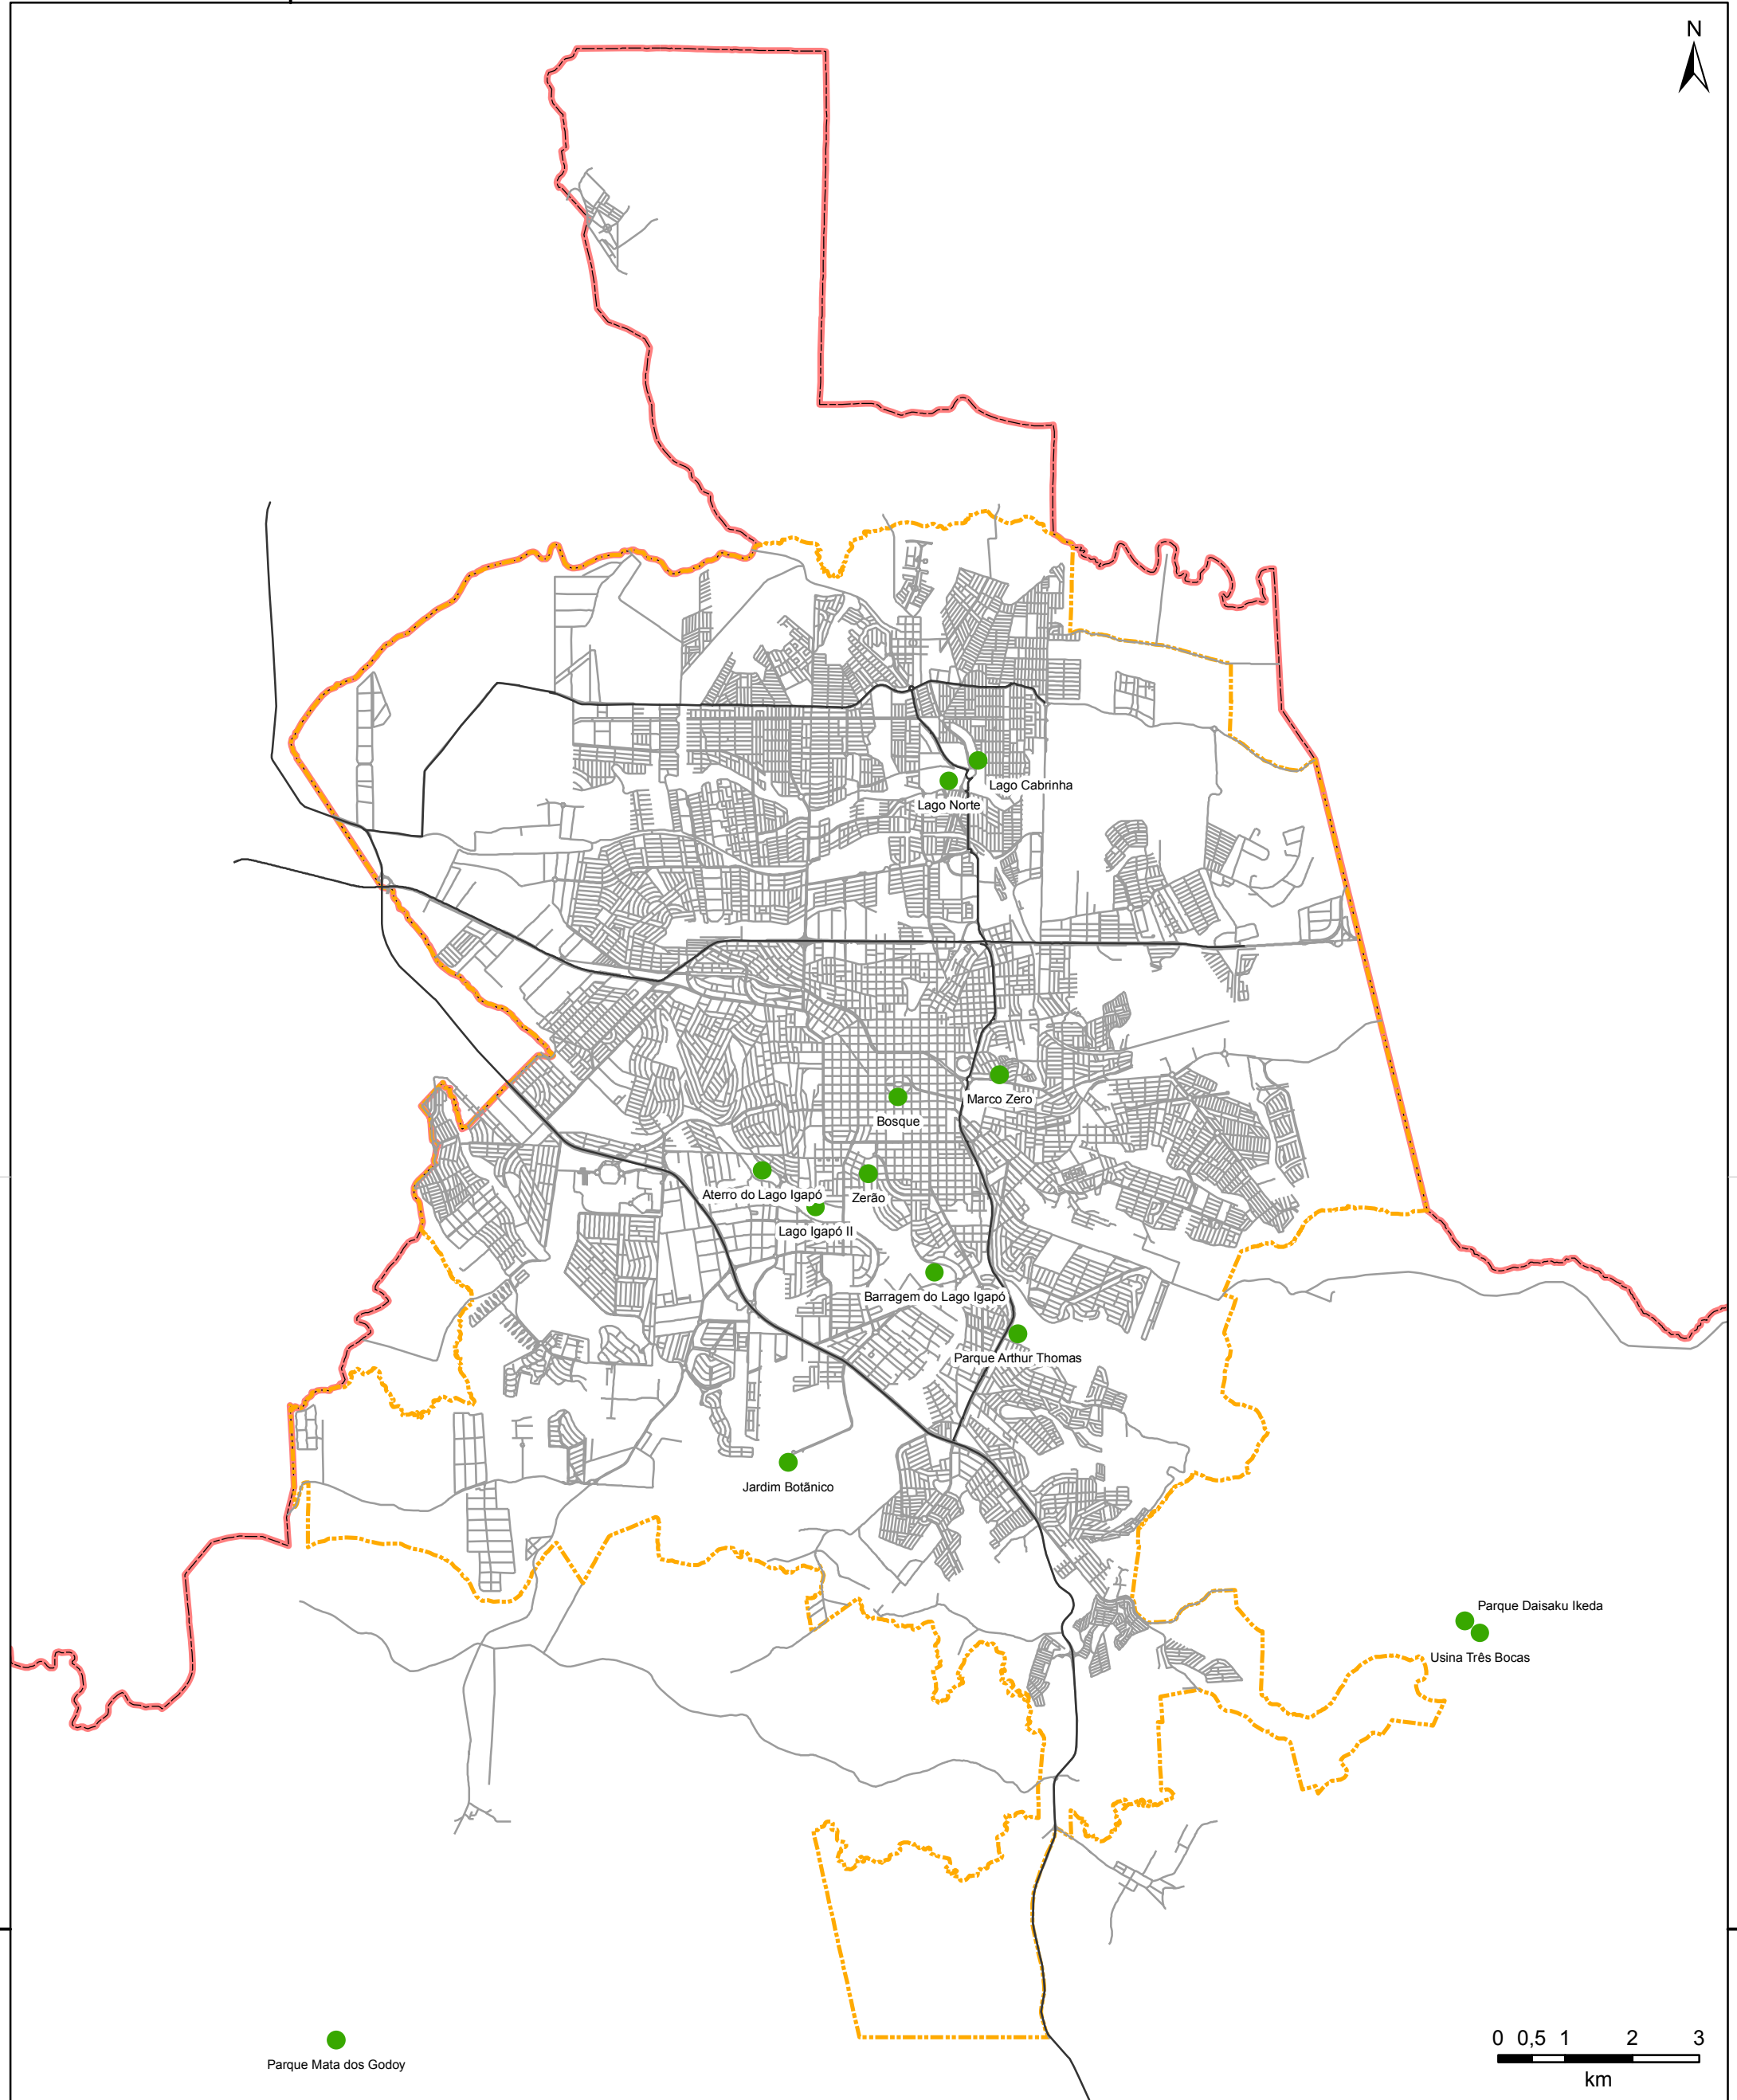 N
Lago Cabrinha
Lago Norte
Marco Zero
Bosque
Aterro do Lago Igapó
Zerão
Lago Igapó II
Barragem do Lago Igapó
Parque Arthur Thomas
Jardim Botânico
Parque Daisaku Ikeda
Usina Três Bocas
Parque Mata dos Godoy
0 0,5 1 2 3
km